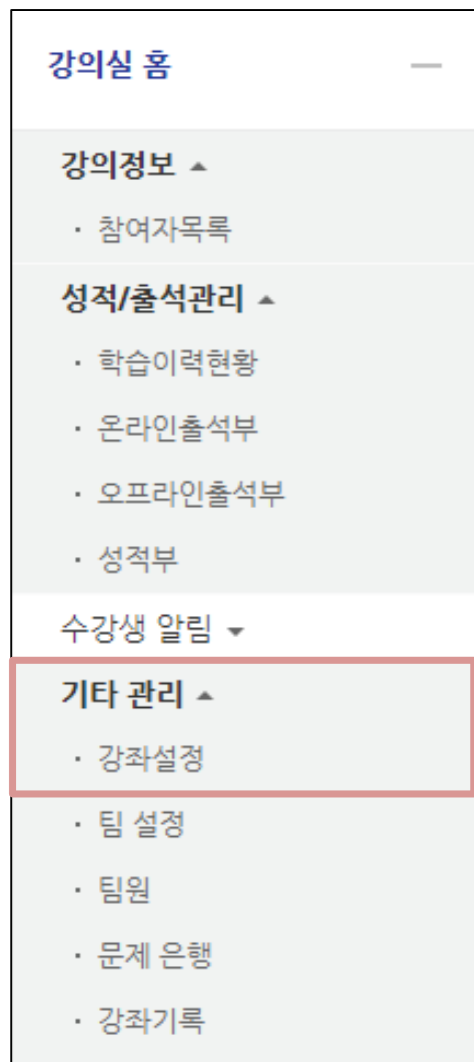 강의실 홈
강의정보
· 참여자목록
성적/출석관리
· 학습이력현황
· 온라인출석부
· 오프라인출석부
· 성적부
수강생 알림
기타 관리
· 강좌설정
· 팀 설정
· 팀원
· 문제 은행
· 강좌기록